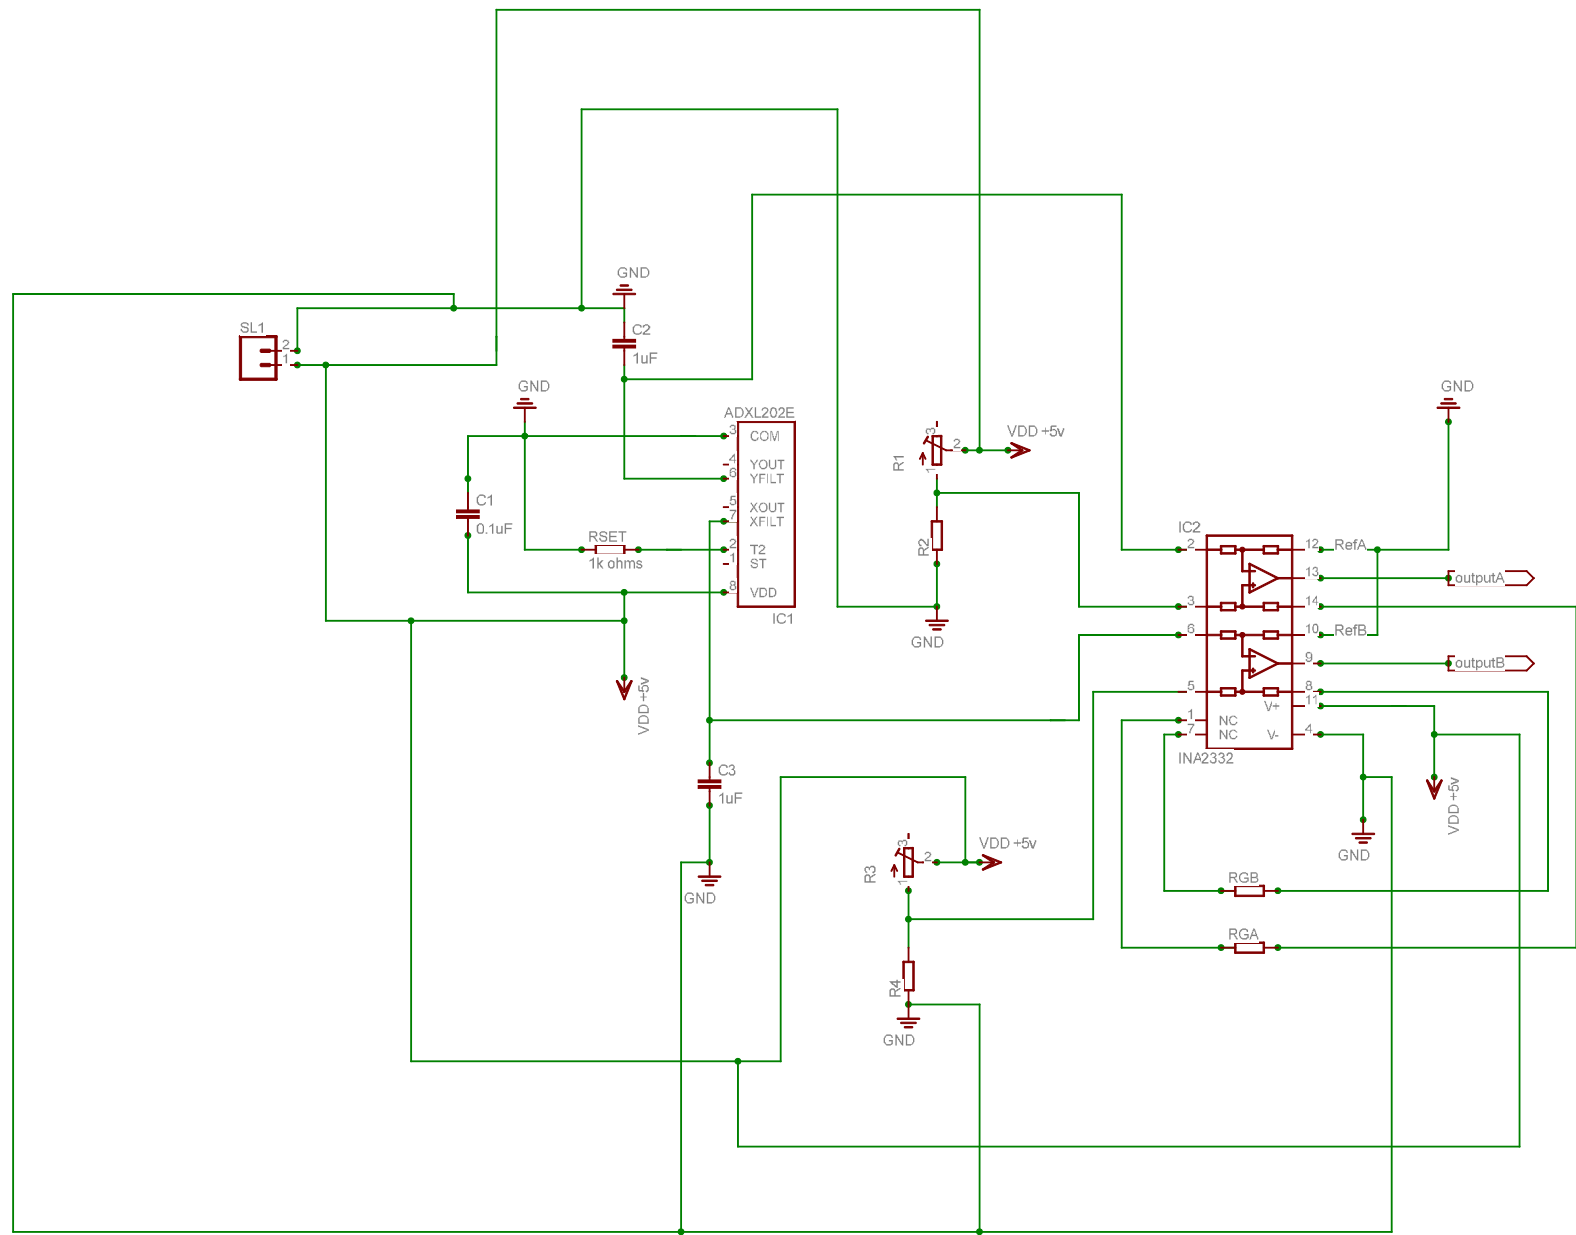 GND
SL1
2
1
C2
1uF
GND
GND
ADXL202E
3 COM
4 YOUT
6 YFILT
5 XOUT
7 XFILT
2 T2
1 ST
8 VDD
IC1
C1
0.1uF
RSET
1k ohms
VDD +5v
3
2
1
R1
VDD +5v
R2
GND
IC2
2
3
6
5
1 NC
7 NC
12 RefA
13 outputA
14
10 RefB
9 outputB
8
V+ 11
V- 4
INA2332
VDD +5v
GND
C3
1uF
GND
3
2
1
R3
VDD +5v
R4
GND
RGB
RGA